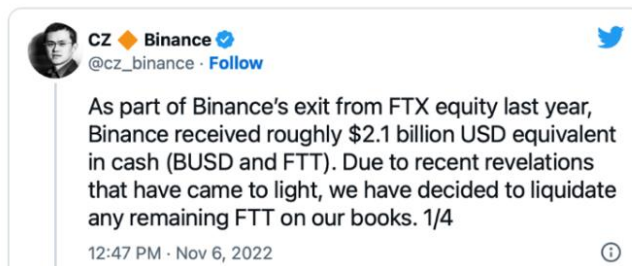 CZ 🔶 Binance
@cz_binance · Follow
As part of Binance's exit from FTX equity last year,
Binance received roughly $2.1 billion USD equivalent
in cash (BUSD and FTT). Due to recent revelations
that have came to light, we have decided to liquidate
any remaining FTT on our books. 1/4
12:47 PM · Nov 6, 2022